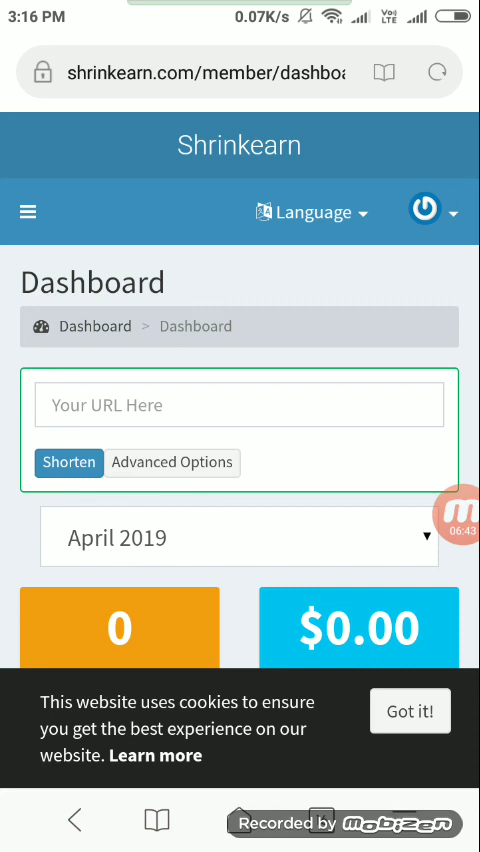 3:16 PM 0.07K/s Vo)) LTE
shrinkearn.com/member/dashboa
Shrinkearn
Language
Dashboard
Dashboard > Dashboard
Your URL Here
Shorten Advanced Options
April 2019
06:43
0 $0.00
This website uses cookies to ensure
you get the best experience on our
website. Learn more
Got it!
Recorded by mobizen